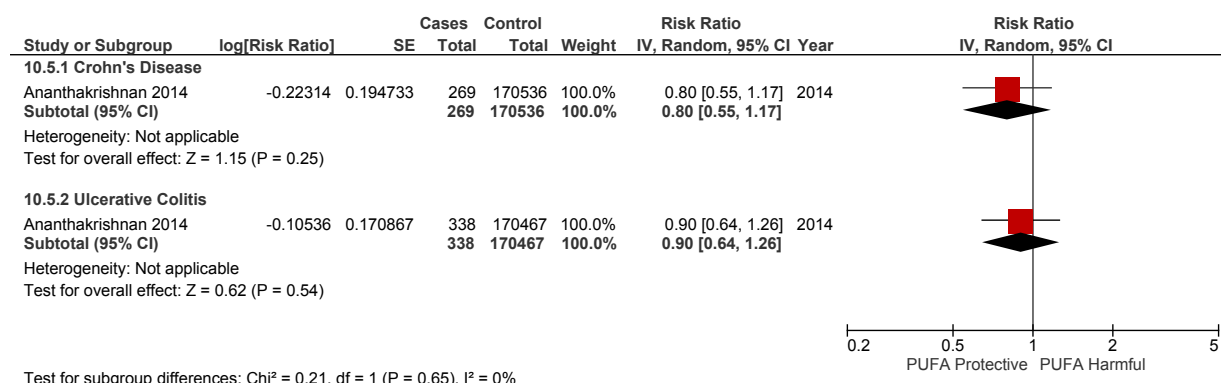 Cases Control Risk Ratio Risk Ratio
Study or Subgroup log[Risk Ratio] SE Total Total Weight IV, Random, 95% CI Year IV, Random, 95% CI
10.5.1 Crohn's Disease
Ananthakrishnan 2014 -0.22314 0.194733 269 170536 100.0% 0.80 [0.55, 1.17] 2014
Subtotal (95% CI) 269 170536 100.0% 0.80 [0.55, 1.17]
Heterogeneity: Not applicable
Test for overall effect: Z = 1.15 (P = 0.25)
10.5.2 Ulcerative Colitis
Ananthakrishnan 2014 -0.10536 0.170867 338 170467 100.0% 0.90 [0.64, 1.26] 2014
Subtotal (95% CI) 338 170467 100.0% 0.90 [0.64, 1.26]
Heterogeneity: Not applicable
Test for overall effect: Z = 0.62 (P = 0.54)
0.2 0.5 1 2 5
PUFA Protective PUFA Harmful
Test for subgroup differences: Chi² = 0.21, df = 1 (P = 0.65), I² = 0%